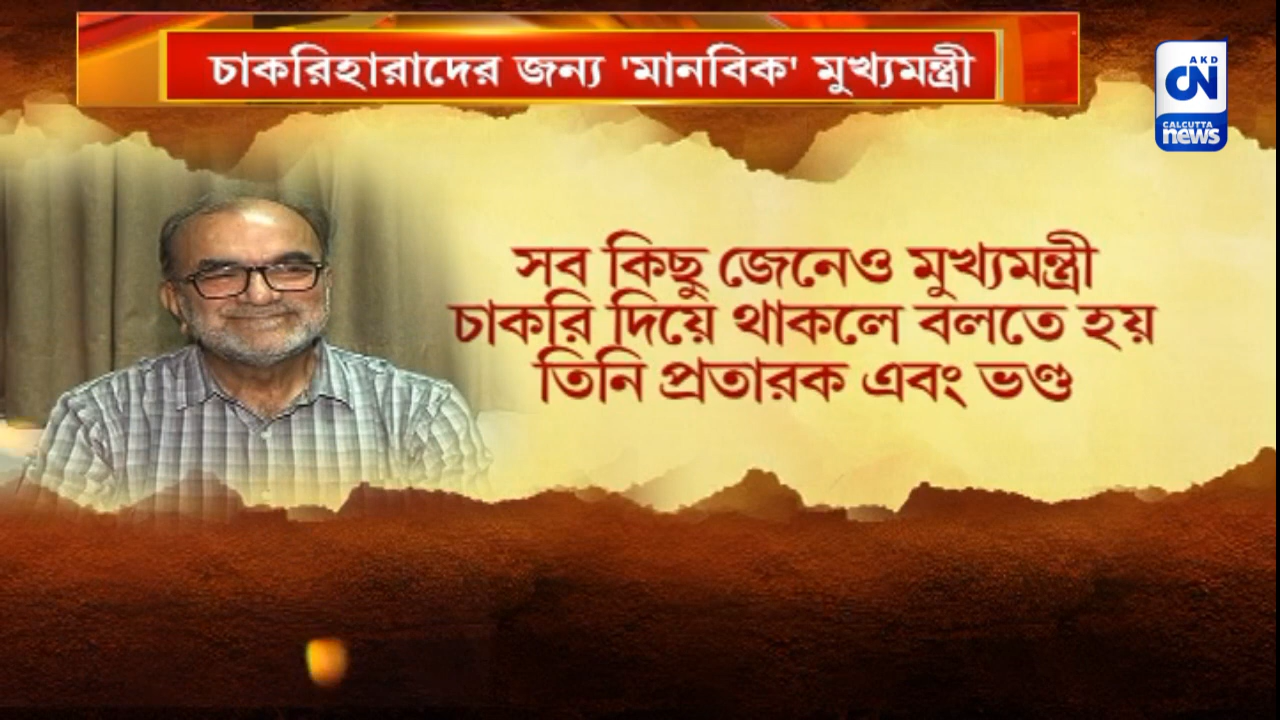 চাকরিহারাদের জন্য 'মানবিক' মুখ্যমন্ত্রী
AKD
CN
CALCUTTA
news
সব কিছু জেনেও মুখ্যমন্ত্রী
চাকরি দিয়ে থাকলে বলতে হয়
তিনি প্রতারক এবং ভণ্ড